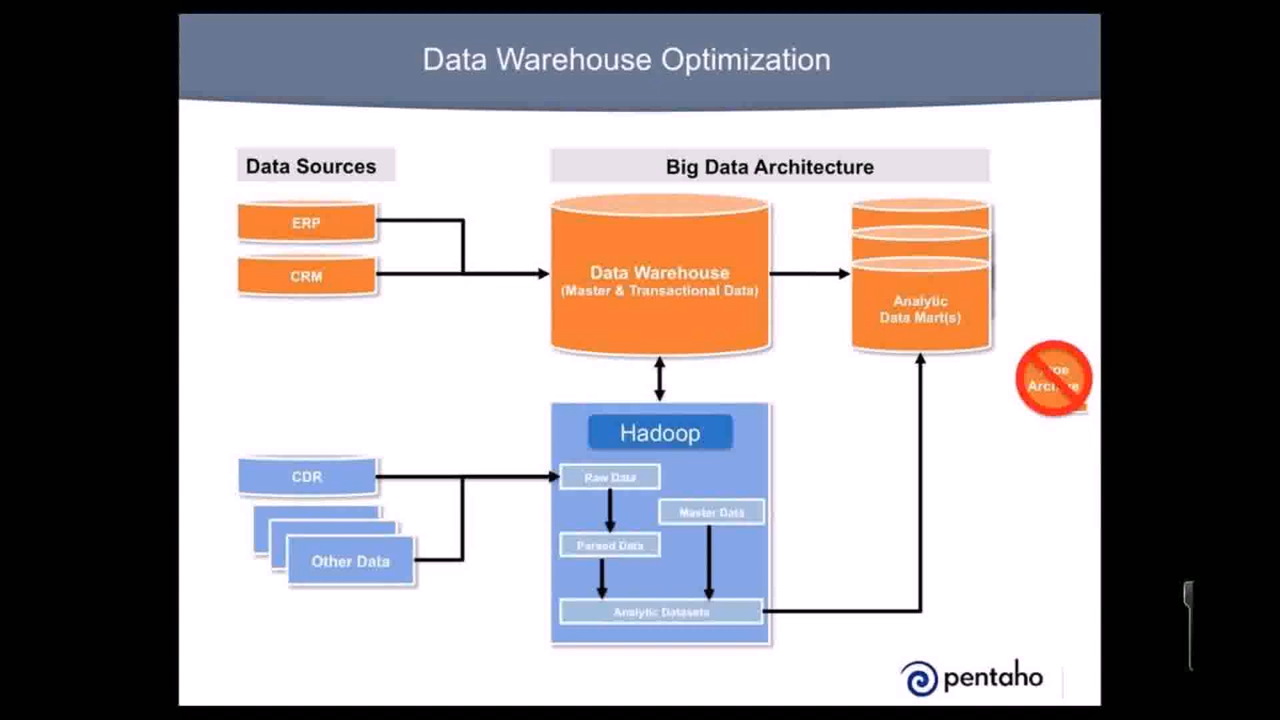 Data Warehouse Optimization
Data Sources
Big Data Architecture
ERP
CRM
Data Warehouse
(Master & Transactional Data)
Analytic
Data Mart(s)
Hadoop
CDR
Other Data
Raw Data
Master Data
Parsed Data
Analytic Datasets
pentaho